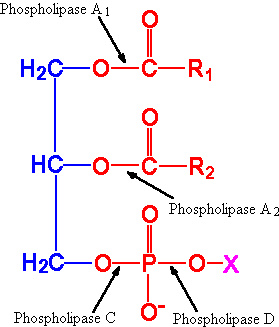 Phospholipase A₁
O
H₂C O C R₁
O
HC O C R₂
Phospholipase A₂
O
H₂C O P O X
O⁻
Phospholipase C Phospholipase D